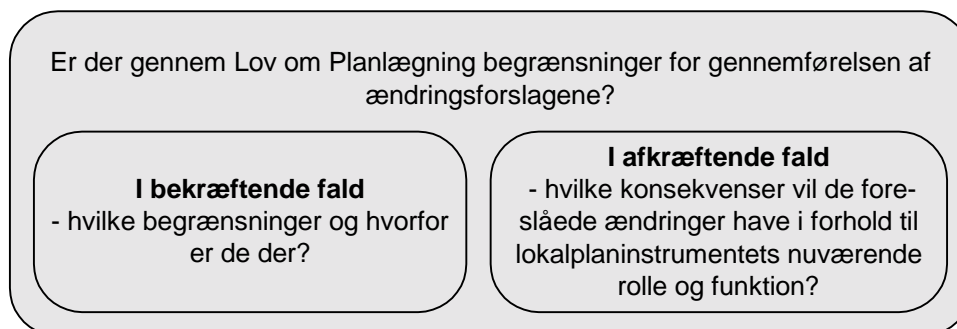 Er der gennem Lov om Planlægning begrænsninger for gennemførelsen af
ændringsforslagene?
I bekræftende fald
- hvilke begrænsninger og hvorfor
er de der?
I afkræftende fald
- hvilke konsekvenser vil de fore-
slåede ændringer have i forhold til
lokalplaninstrumentets nuværende
rolle og funktion?